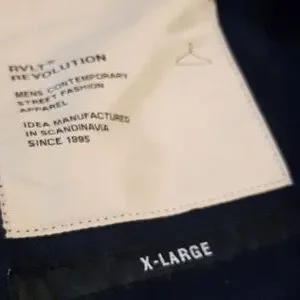 RVLT®
REVOLUTION
MENS CONTEMPORARY
STREET FASHION
APPAREL
IDEA MANUFACTURED
IN SCANDINAVIA
SINCE 1995
X-LARGE